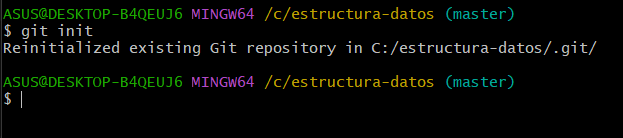 ASUS@DESKTOP-B4QEUJ6 MINGW64 /c/estructura-datos (master)
$ git init
Reinitialized existing Git repository in C:/estructura-datos/.git/
ASUS@DESKTOP-B4QEUJ6 MINGW64 /c/estructura-datos (master)
$